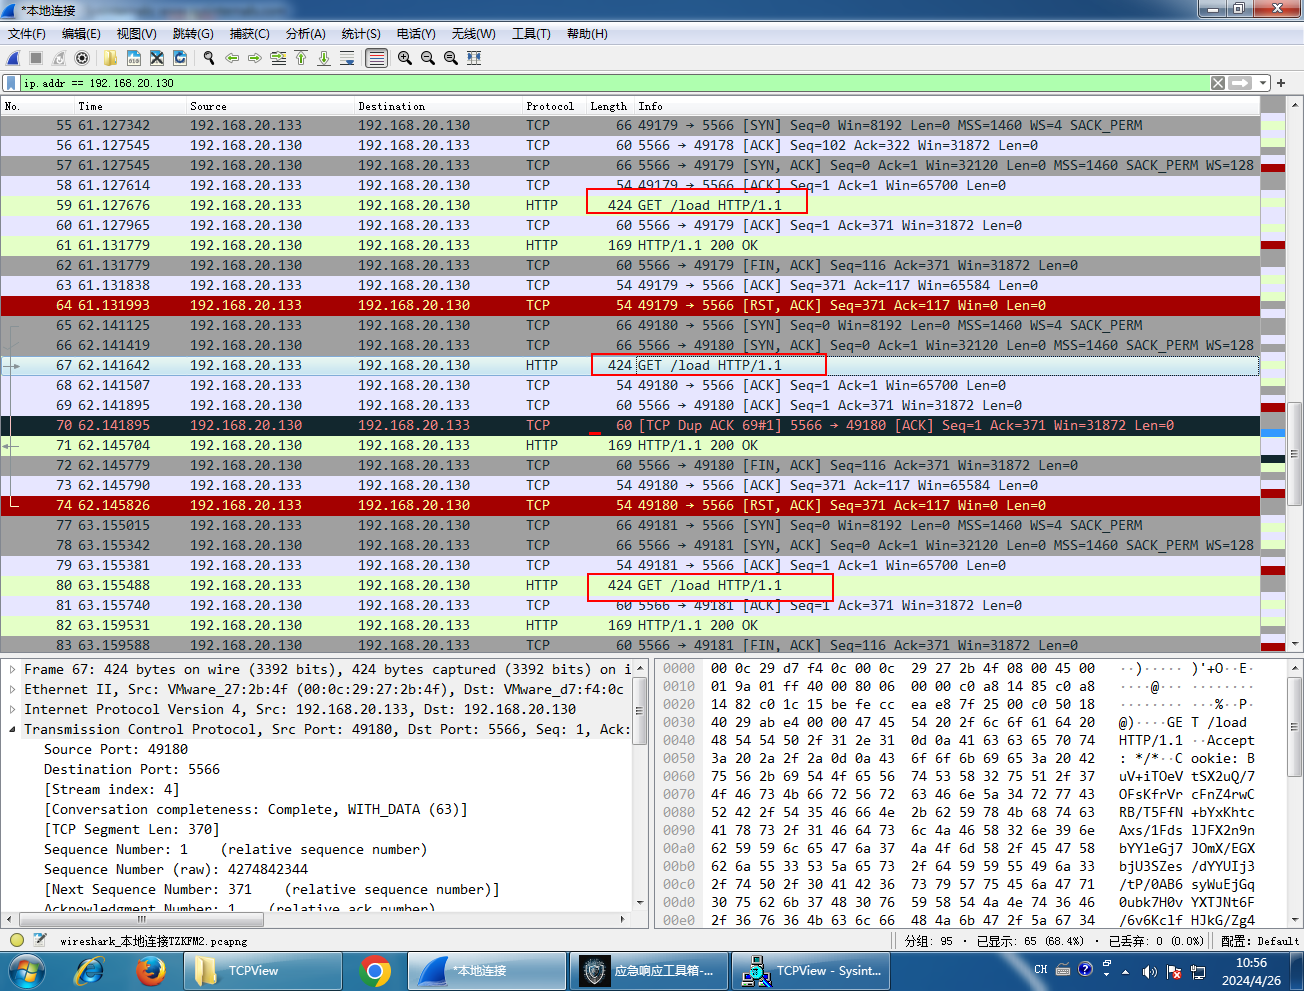 *本地连接
文件(F) 编辑(E) 视图(V) 跳转(G) 捕获(C) 分析(A) 统计(S) 电话(Y) 无线(W) 工具(T) 帮助(H)
ip.addr == 192.168.20.130
No. Time Source Destination Protocol Length Info
55 61.127342 192.168.20.133 192.168.20.130 TCP 66 49179 → 5566 [SYN] Seq=0 Win=8192 Len=0 MSS=1460 WS=4 SACK_PERM
56 61.127545 192.168.20.130 192.168.20.133 TCP 60 5566 → 49178 [ACK] Seq=102 Ack=322 Win=31872 Len=0
57 61.127545 192.168.20.130 192.168.20.133 TCP 66 5566 → 49179 [SYN, ACK] Seq=0 Ack=1 Win=32120 Len=0 MSS=1460 SACK_PERM WS=128
58 61.127614 192.168.20.133 192.168.20.130 TCP 54 49179 → 5566 [ACK] Seq=1 Ack=1 Win=65700 Len=0
59 61.127676 192.168.20.133 192.168.20.130 HTTP 424 GET /load HTTP/1.1
60 61.127965 192.168.20.130 192.168.20.133 TCP 60 5566 → 49179 [ACK] Seq=1 Ack=371 Win=31872 Len=0
61 61.131779 192.168.20.130 192.168.20.133 HTTP 169 HTTP/1.1 200 OK
62 61.131779 192.168.20.130 192.168.20.133 TCP 60 5566 → 49179 [FIN, ACK] Seq=116 Ack=371 Win=31872 Len=0
63 61.131838 192.168.20.133 192.168.20.130 TCP 54 49179 → 5566 [ACK] Seq=371 Ack=117 Win=65584 Len=0
64 61.131993 192.168.20.133 192.168.20.130 TCP 54 49179 → 5566 [RST, ACK] Seq=371 Ack=117 Win=0 Len=0
65 62.141125 192.168.20.133 192.168.20.130 TCP 66 49180 → 5566 [SYN] Seq=0 Win=8192 Len=0 MSS=1460 WS=4 SACK_PERM
66 62.141419 192.168.20.130 192.168.20.133 TCP 66 5566 → 49180 [SYN, ACK] Seq=0 Ack=1 Win=32120 Len=0 MSS=1460 SACK_PERM WS=128
67 62.141642 192.168.20.133 192.168.20.130 HTTP 424 GET /load HTTP/1.1
68 62.141507 192.168.20.133 192.168.20.130 TCP 54 49180 → 5566 [ACK] Seq=1 Ack=1 Win=65700 Len=0
69 62.141895 192.168.20.130 192.168.20.133 TCP 60 5566 → 49180 [ACK] Seq=1 Ack=371 Win=31872 Len=0
70 62.141895 192.168.20.130 192.168.20.133 TCP 60 [TCP Dup ACK 69#1] 5566 → 49180 [ACK] Seq=1 Ack=371 Win=31872 Len=0
71 62.145704 192.168.20.130 192.168.20.133 HTTP 169 HTTP/1.1 200 OK
72 62.145779 192.168.20.130 192.168.20.133 TCP 60 5566 → 49180 [FIN, ACK] Seq=116 Ack=371 Win=31872 Len=0
73 62.145790 192.168.20.133 192.168.20.130 TCP 54 49180 → 5566 [ACK] Seq=371 Ack=117 Win=65584 Len=0
74 62.145826 192.168.20.133 192.168.20.130 TCP 54 49180 → 5566 [RST, ACK] Seq=371 Ack=117 Win=0 Len=0
77 63.155015 192.168.20.133 192.168.20.130 TCP 66 49181 → 5566 [SYN] Seq=0 Win=8192 Len=0 MSS=1460 WS=4 SACK_PERM
78 63.155342 192.168.20.130 192.168.20.133 TCP 66 5566 → 49181 [SYN, ACK] Seq=0 Ack=1 Win=32120 Len=0 MSS=1460 SACK_PERM WS=128
79 63.155381 192.168.20.133 192.168.20.130 TCP 54 49181 → 5566 [ACK] Seq=1 Ack=1 Win=65700 Len=0
80 63.155488 192.168.20.133 192.168.20.130 HTTP 424 GET /load HTTP/1.1
81 63.155740 192.168.20.130 192.168.20.133 TCP 60 5566 → 49181 [ACK] Seq=1 Ack=371 Win=31872 Len=0
82 63.159531 192.168.20.130 192.168.20.133 HTTP 169 HTTP/1.1 200 OK
83 63.159588 192.168.20.130 192.168.20.133 TCP 60 5566 → 49181 [FIN, ACK] Seq=116 Ack=371 Win=31872 Len=0
Frame 67: 424 bytes on wire (3392 bits), 424 bytes captured (3392 bits) on i
Ethernet II, Src: VMware_27:2b:4f (00:0c:29:27:2b:4f), Dst: VMware_d7:f4:0c
Internet Protocol Version 4, Src: 192.168.20.133, Dst: 192.168.20.130
Transmission Control Protocol, Src Port: 49180, Dst Port: 5566, Seq: 1, Ack:
Source Port: 49180
Destination Port: 5566
[Stream index: 4]
[Conversation completeness: Complete, WITH_DATA (63)]
[TCP Segment Len: 370]
Sequence Number: 1 (relative sequence number)
Sequence Number (raw): 4274842344
[Next Sequence Number: 371 (relative sequence number)]
Acknowledgment Number: 1 (relative ack number)
0000 00 0c 29 d7 f4 0c 00 0c 29 27 2b 4f 08 00 45 00 ··)····· )'+O··E·
0010 01 9a 01 ff 40 00 80 06 00 00 c0 a8 14 85 c0 a8 ····@··· ········
0020 14 82 c0 1c 15 be fe cc ea e8 7f 25 00 c0 50 18 ········ ···%··P·
0030 40 29 ab e4 00 00 47 45 54 20 2f 6c 6f 61 64 20 @)····GE T /load
0040 48 54 54 50 2f 31 2e 31 0d 0a 41 63 63 65 70 74 HTTP/1.1 ··Accept
0050 3a 20 2a 2f 2a 0d 0a 43 6f 6f 6b 69 65 3a 20 42 : */*··C ookie: B
0060 75 56 2b 69 54 4f 65 56 74 53 58 32 75 51 2f 37 uV+iTOeV tSX2uQ/7
0070 4f 46 73 4b 66 72 56 72 63 46 6e 5a 34 72 77 43 OFsKfrVr cFnZ4rwC
0080 52 42 2f 54 35 46 66 4e 2b 62 59 78 4b 68 74 63 RB/T5FfN +bYxKhtc
0090 41 78 73 2f 31 46 64 73 6c 4a 46 58 32 6e 39 6e Axs/1Fds lJFX2n9n
00a0 62 59 59 6c 65 47 6a 37 4a 4f 6d 58 2f 45 47 58 bYYleGj7 JOmX/EGX
00b0 62 6a 55 33 53 5a 65 73 2f 64 59 59 55 49 6a 33 bjU3SZes /dYYUIj3
00c0 2f 74 50 2f 30 41 42 36 73 79 57 75 45 6a 47 71 /tP/0AB6 syWuEjGq
00d0 30 75 62 6b 37 48 30 76 59 58 54 4a 4e 74 36 46 0ubk7H0v YXTJNt6F
00e0 2f 36 76 36 4b 63 6c 66 48 4a 6b 47 2f 5a 67 34 /6v6Kclf HJkG/Zg4
wireshark_本地连接TZKFM2.pcapng 分组: 95 · 已显示: 65 (68.4%) · 已丢弃: 0 (0.0%) 配置: Default
TCPView *本地连接 应急响应工具箱-... TCPView - Sysint... CH 10:56
2024/4/26